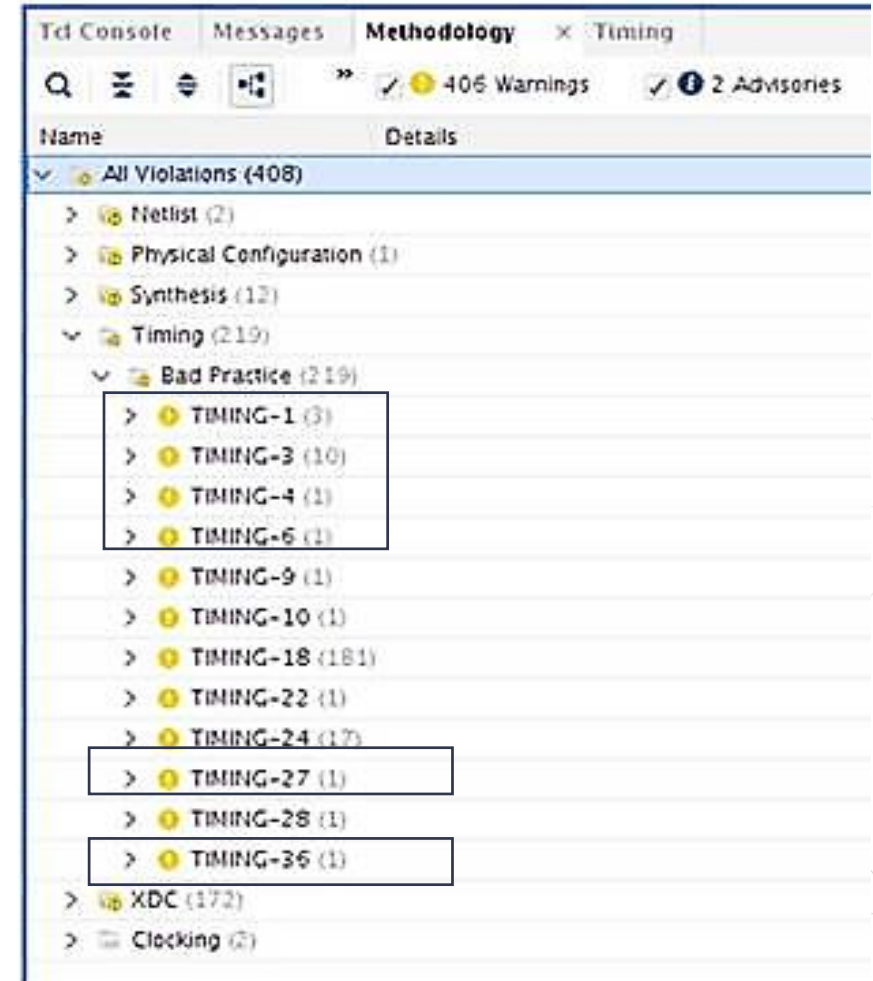 Tcl Console Messages Methodology × Timing
» 406 Warnings 2 Advisories
Name Details
All Violations (408)
Netlist (2)
Physical Configuration (1)
Synthesis (12)
Timing (219)
Bad Practice (219)
TIMING-1 (3)
TIMING-3 (10)
TIMING-4 (1)
TIMING-6 (1)
TIMING-9 (1)
TIMING-10 (1)
TIMING-18 (181)
TIMING-22 (1)
TIMING-24 (17)
TIMING-27 (1)
TIMING-28 (1)
TIMING-36 (1)
XDC (172)
Clocking (2)